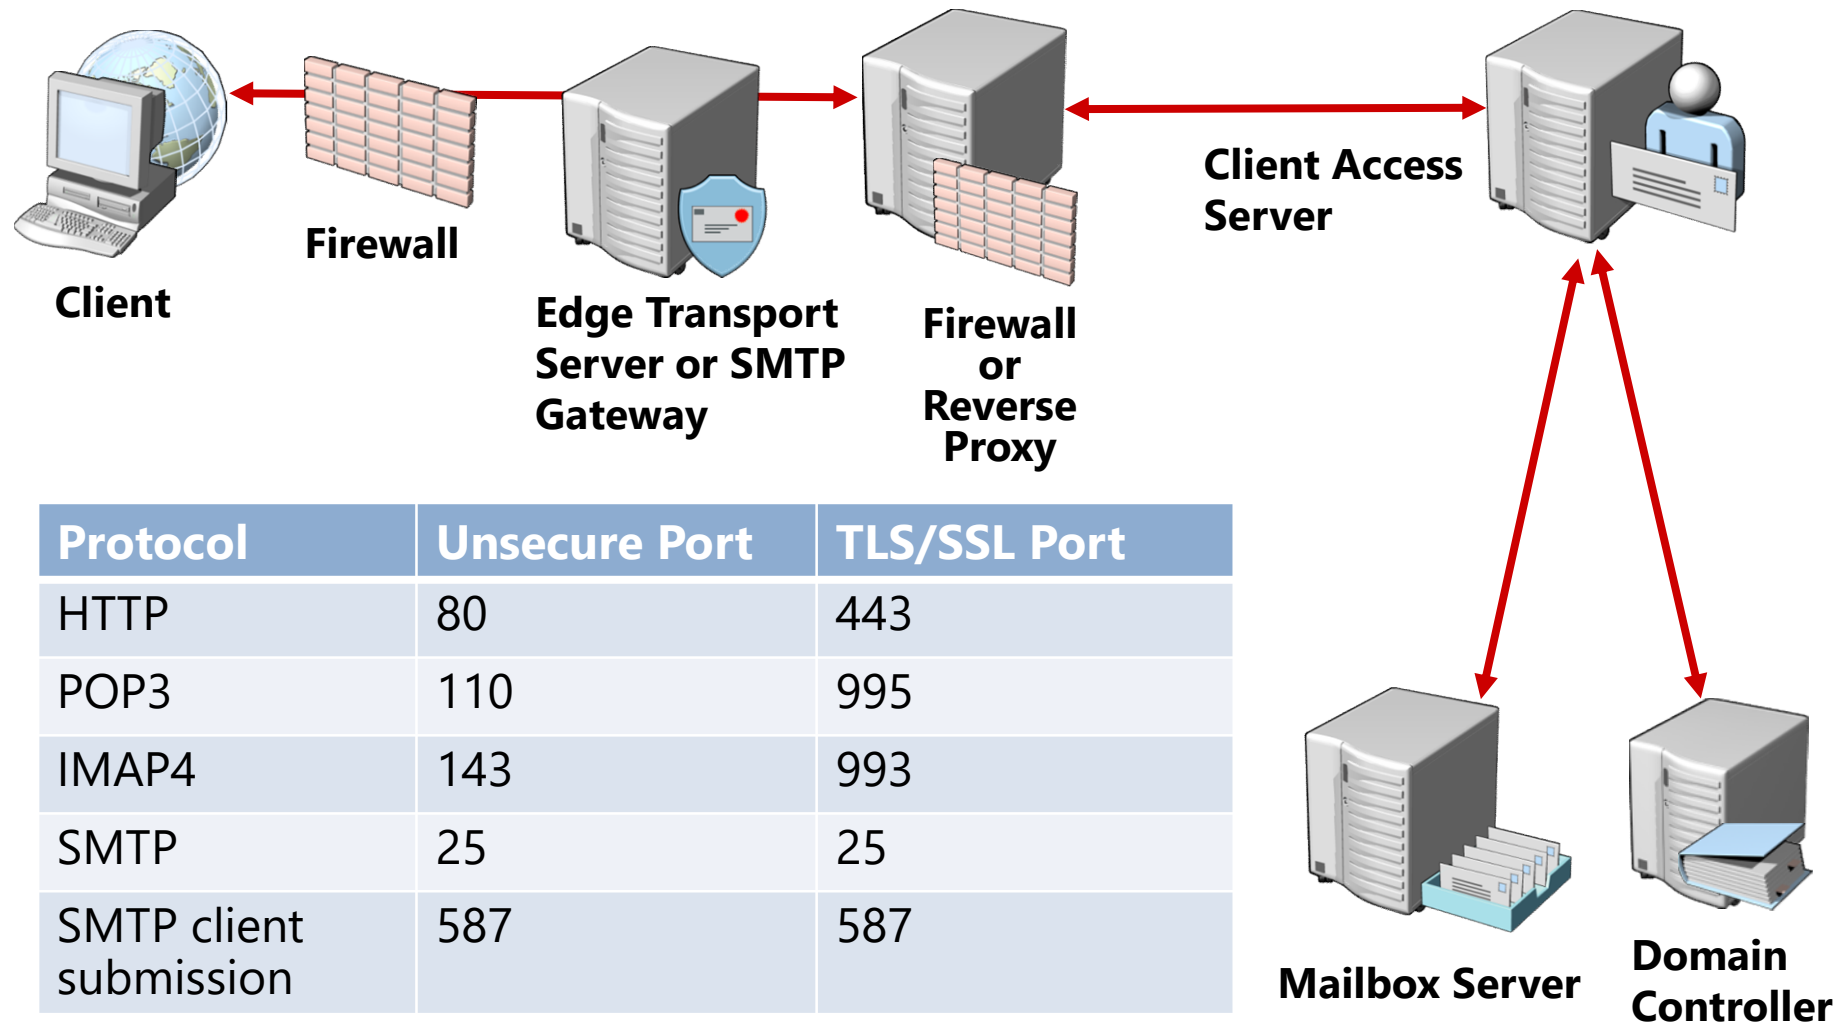 Client
Firewall
Edge Transport
Server or SMTP
Gateway
Firewall
or
Reverse
Proxy
Client Access
Server
Protocol Unsecure Port TLS/SSL Port
HTTP 80 443
POP3 110 995
IMAP4 143 993
SMTP 25 25
SMTP client 587 587
submission
Mailbox Server
Domain
Controller